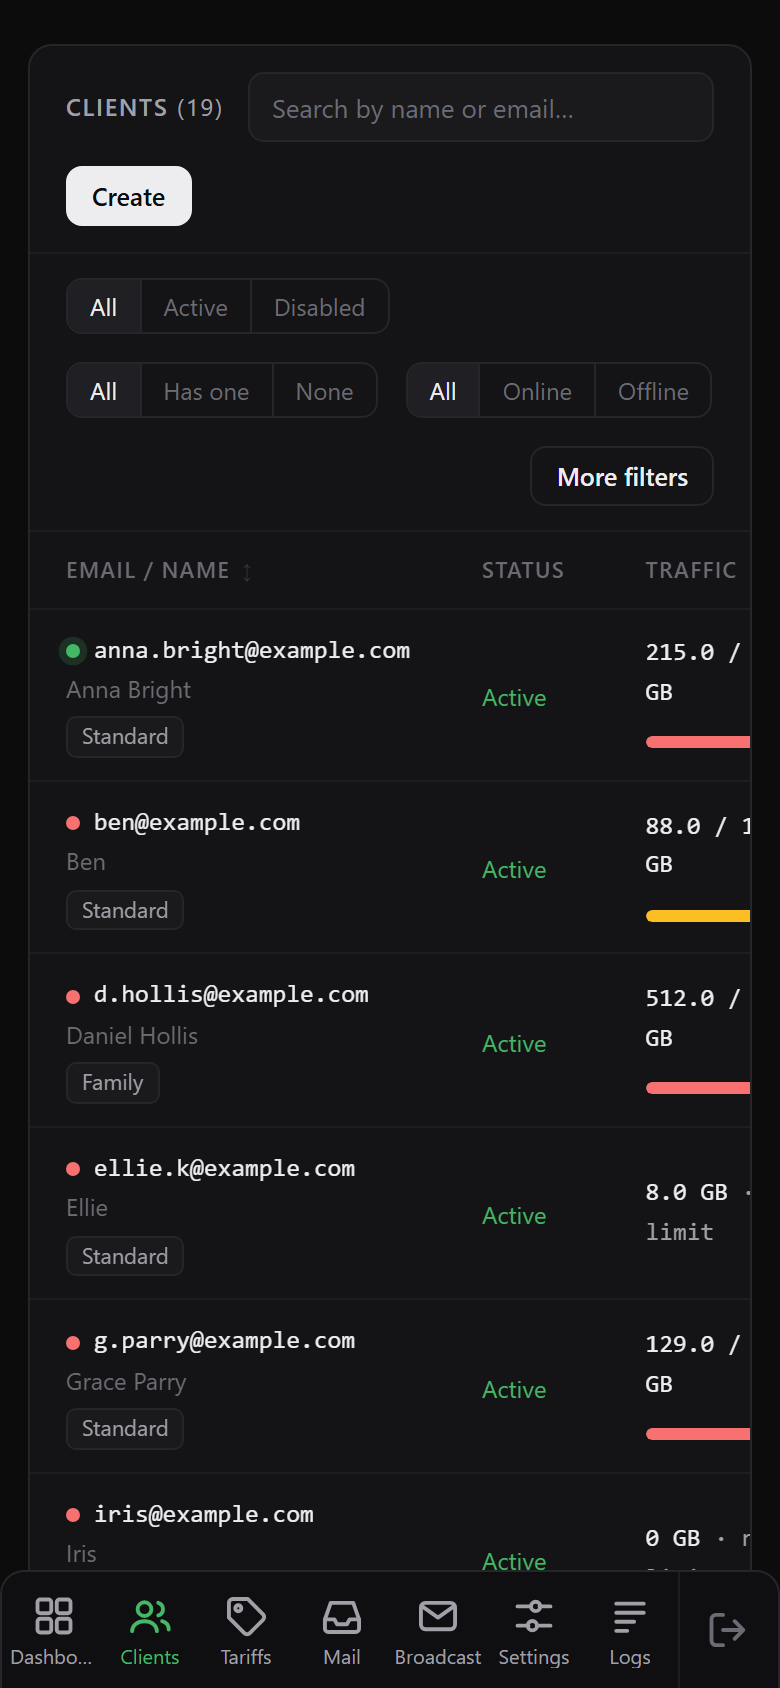 CLIENTS (19)
Search by name or email...
Create
All Active Disabled
All Has one None All Online Offline
More filters
EMAIL / NAME ↕ STATUS TRAFFIC
anna.bright@example.com
Anna Bright
Standard
Active
215.0 /
GB
ben@example.com
Ben
Standard
Active
88.0 / 1
GB
d.hollis@example.com
Daniel Hollis
Family
Active
512.0 /
GB
ellie.k@example.com
Ellie
Standard
Active
8.0 GB ·
limit
g.parry@example.com
Grace Parry
Standard
Active
129.0 /
GB
iris@example.com
Iris
Active
0 GB ·
Dashbo... Clients Tariffs Mail Broadcast Settings Logs